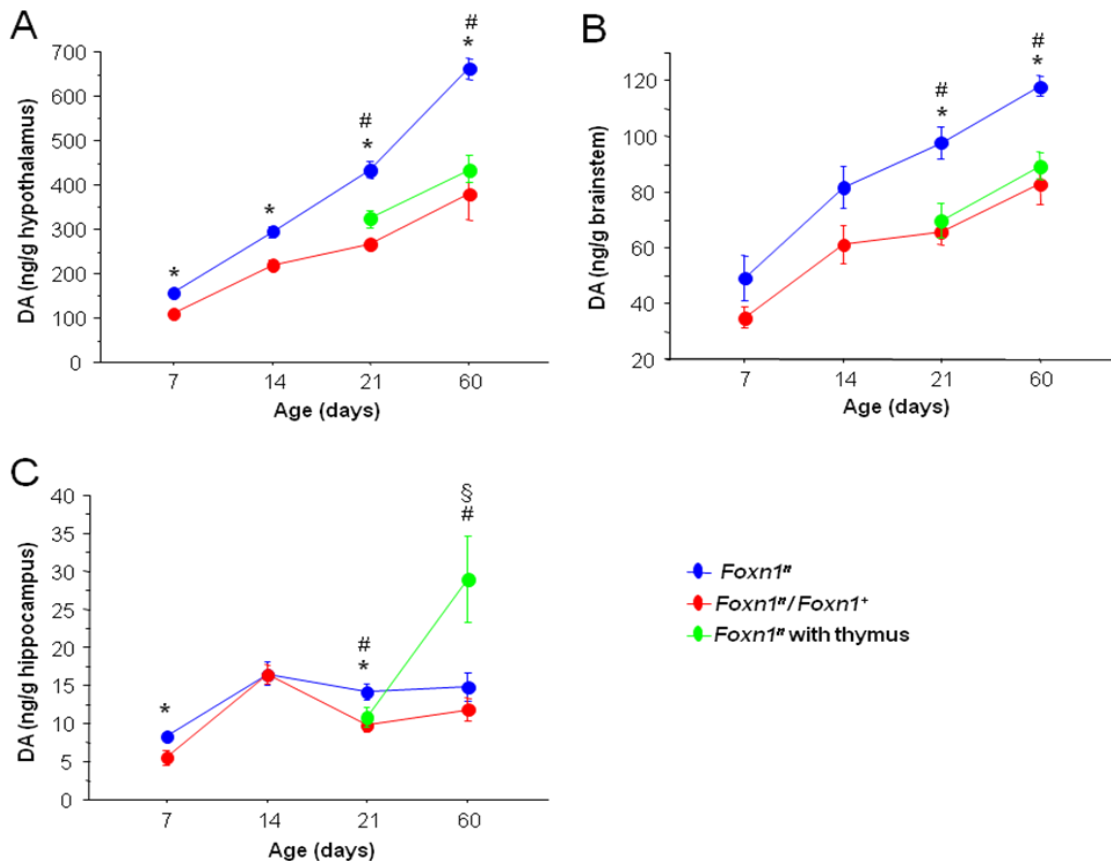 A
DA (ng/g hypothalamus)
700
600
500
400
300
200
100
0
*
*
#
*
#
*
7 14 21 60
Age (days)
B
DA (ng/g brainstem)
120
100
80
60
40
20
#
*
#
*
7 14 21 60
Age (days)
C
DA (ng/g hippocampus)
40
35
30
25
20
15
10
5
0
*
#
*
§
#
7 14 21 60
Age (days)
Foxn1ⁿ
Foxn1ⁿ/Foxn1⁺
Foxn1ⁿ with thymus